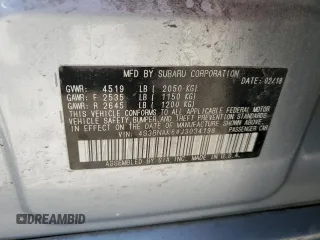 MFD BY SUBARU CORPORATION DATE: 03/18
GVWR: 4519 LB [ 2050 KG]
GAWR: F 2535 LB [ 1150 KG]
GAWR: R 2645 LB [ 1200 KG]
THIS VEHICLE CONFORMS TO ALL APPLICABLE FEDERAL MOTOR
VEHICLE SAFETY, BUMPER AND THEFT PREVENTION STANDARDS
IN EFFECT ON THE DATE OF MANUFACTURE SHOWN ABOVE.
VIN: PASSENGER CAR
ASSEMBLED BY SIA, INC. MADE IN U.S.A.
DREAMBID